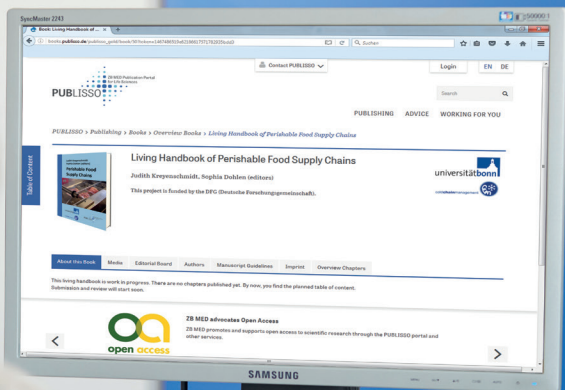 SyncMaster 2243
Book: Living Handbook of ...
Suchen
Contact PUBLISSO
Login
EN DE
ZB MED Publication Portal
for Life Sciences
PUBLISSO
Search
PUBLISHING ADVICE WORKING FOR YOU
PUBLISSO > Publishing > Books > Overview Books > Living Handbook of Perishable Food Supply Chains
Table of Content
Living Handbook of Perishable Food Supply Chains
Judith Kreyenschmidt, Sophia Dohlen (editors)
This project is funded by the DFG (Deutsche Forschungsgemeinschaft).
Perishable Food
Supply Chains
universitätbonn
About this Book Media Editorial Board Authors Manuscript Guidelines Imprint Overview Chapters
This living handbook is work in progress. There are no chapters published yet. By now, you find the planned table of content.
Submission and review will start soon.
ZB MED advocates Open Access
ZB MED promotes and supports open access to scientific research through the PUBLISSO portal and
other services.
open access
SAMSUNG